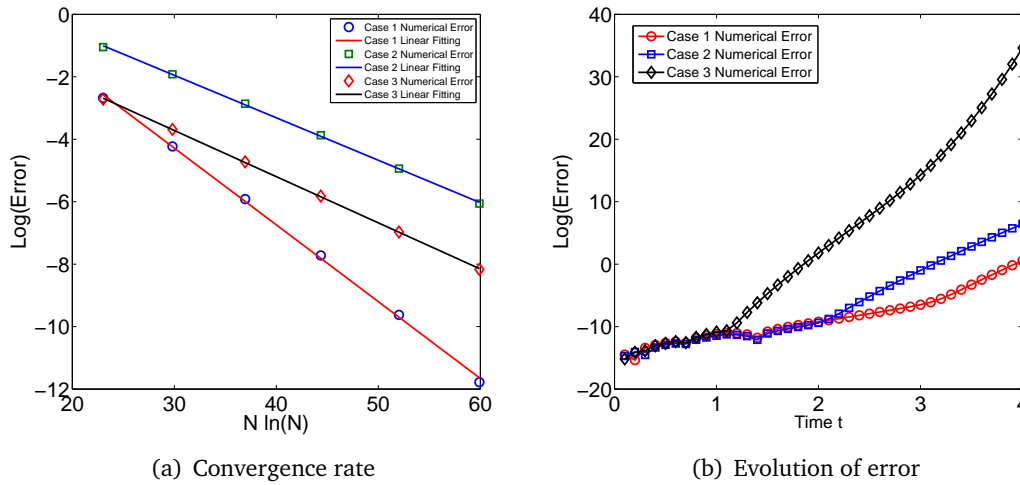 0
−2
−4
−6
−8
−10
−12
20
30
40
50
60
Log(Error)
N ln(N)
Case 1 Numerical Error
Case 1 Linear Fitting
Case 2 Numerical Error
Case 2 Linear Fitting
Case 3 Numerical Error
Case 3 Linear Fitting
(a) Convergence rate
40
30
20
10
0
−10
−20
0
1
2
3
4
Log(Error)
Time t
Case 1 Numerical Error
Case 2 Numerical Error
Case 3 Numerical Error
(b) Evolution of error